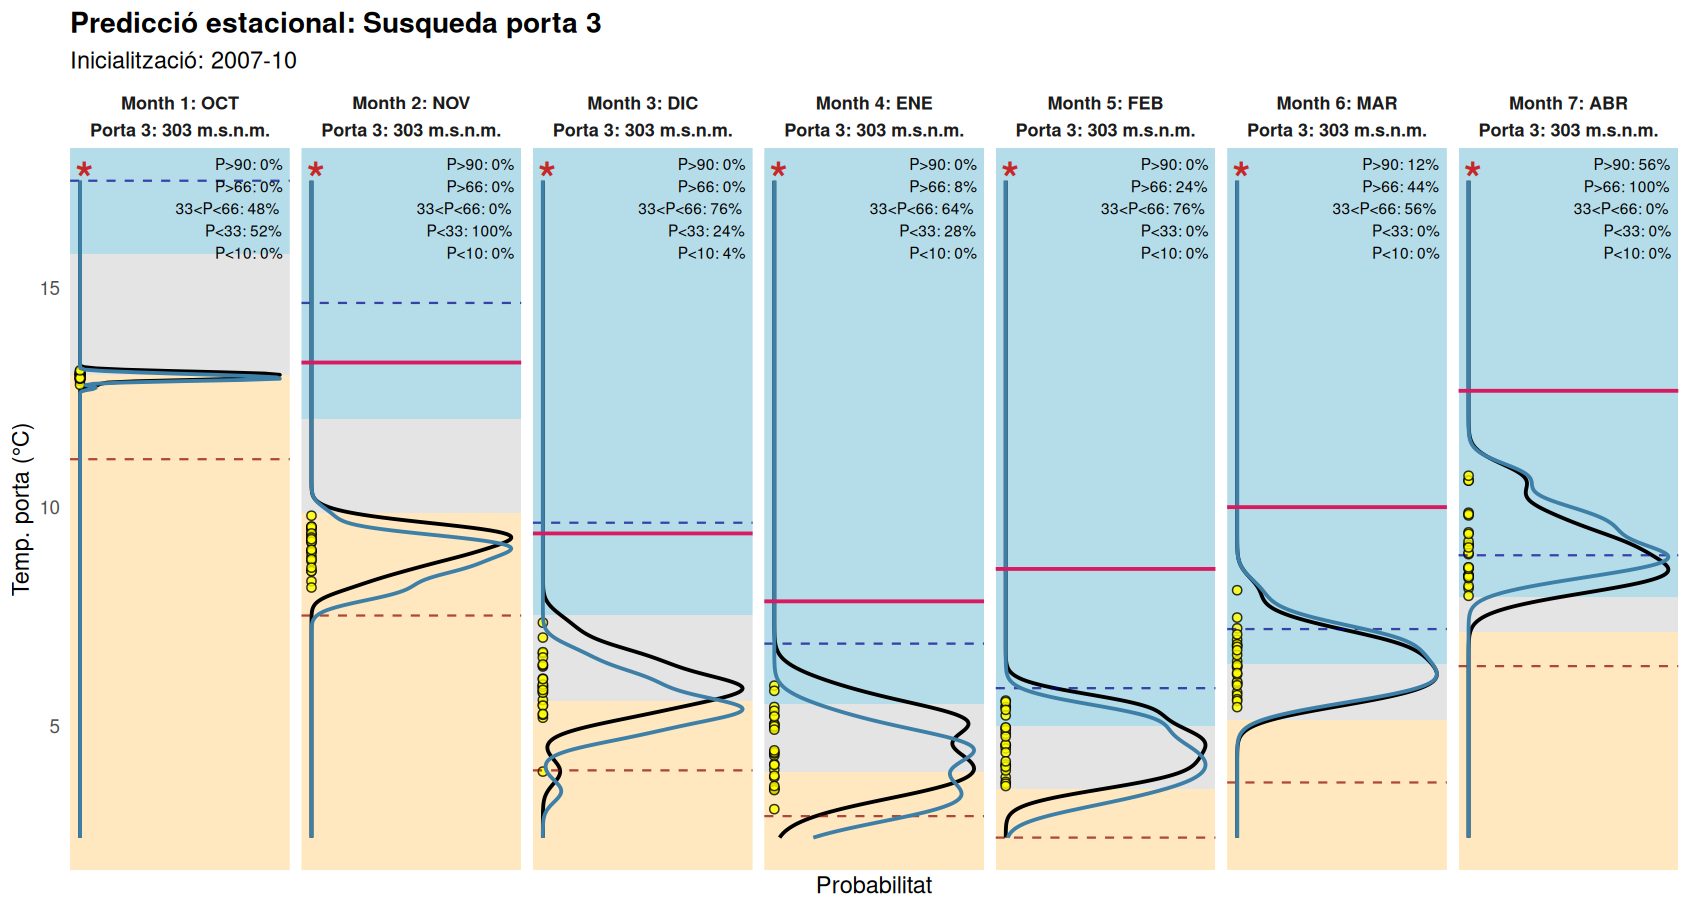 Predicció estacional: Susqueda porta 3
Inicialització: 2007-10
Month 1: OCT
Porta 3: 303 m.s.n.m.
Month 2: NOV
Porta 3: 303 m.s.n.m.
Month 3: DIC
Porta 3: 303 m.s.n.m.
Month 4: ENE
Porta 3: 303 m.s.n.m.
Month 5: FEB
Porta 3: 303 m.s.n.m.
Month 6: MAR
Porta 3: 303 m.s.n.m.
Month 7: ABR
Porta 3: 303 m.s.n.m.
*
P>90: 0%
P>66: 0%
33<P<66: 48%
P<33: 52%
P<10: 0%
*
P>90: 0%
P>66: 0%
33<P<66: 0%
P<33: 100%
P<10: 0%
*
P>90: 0%
P>66: 0%
33<P<66: 76%
P<33: 24%
P<10: 4%
*
P>90: 0%
P>66: 8%
33<P<66: 64%
P<33: 28%
P<10: 0%
*
P>90: 0%
P>66: 24%
33<P<66: 76%
P<33: 0%
P<10: 0%
*
P>90: 12%
P>66: 44%
33<P<66: 56%
P<33: 0%
P<10: 0%
*
P>90: 56%
P>66: 100%
33<P<66: 0%
P<33: 0%
P<10: 0%
15
10
5
Temp. porta (°C)
Probabilitat